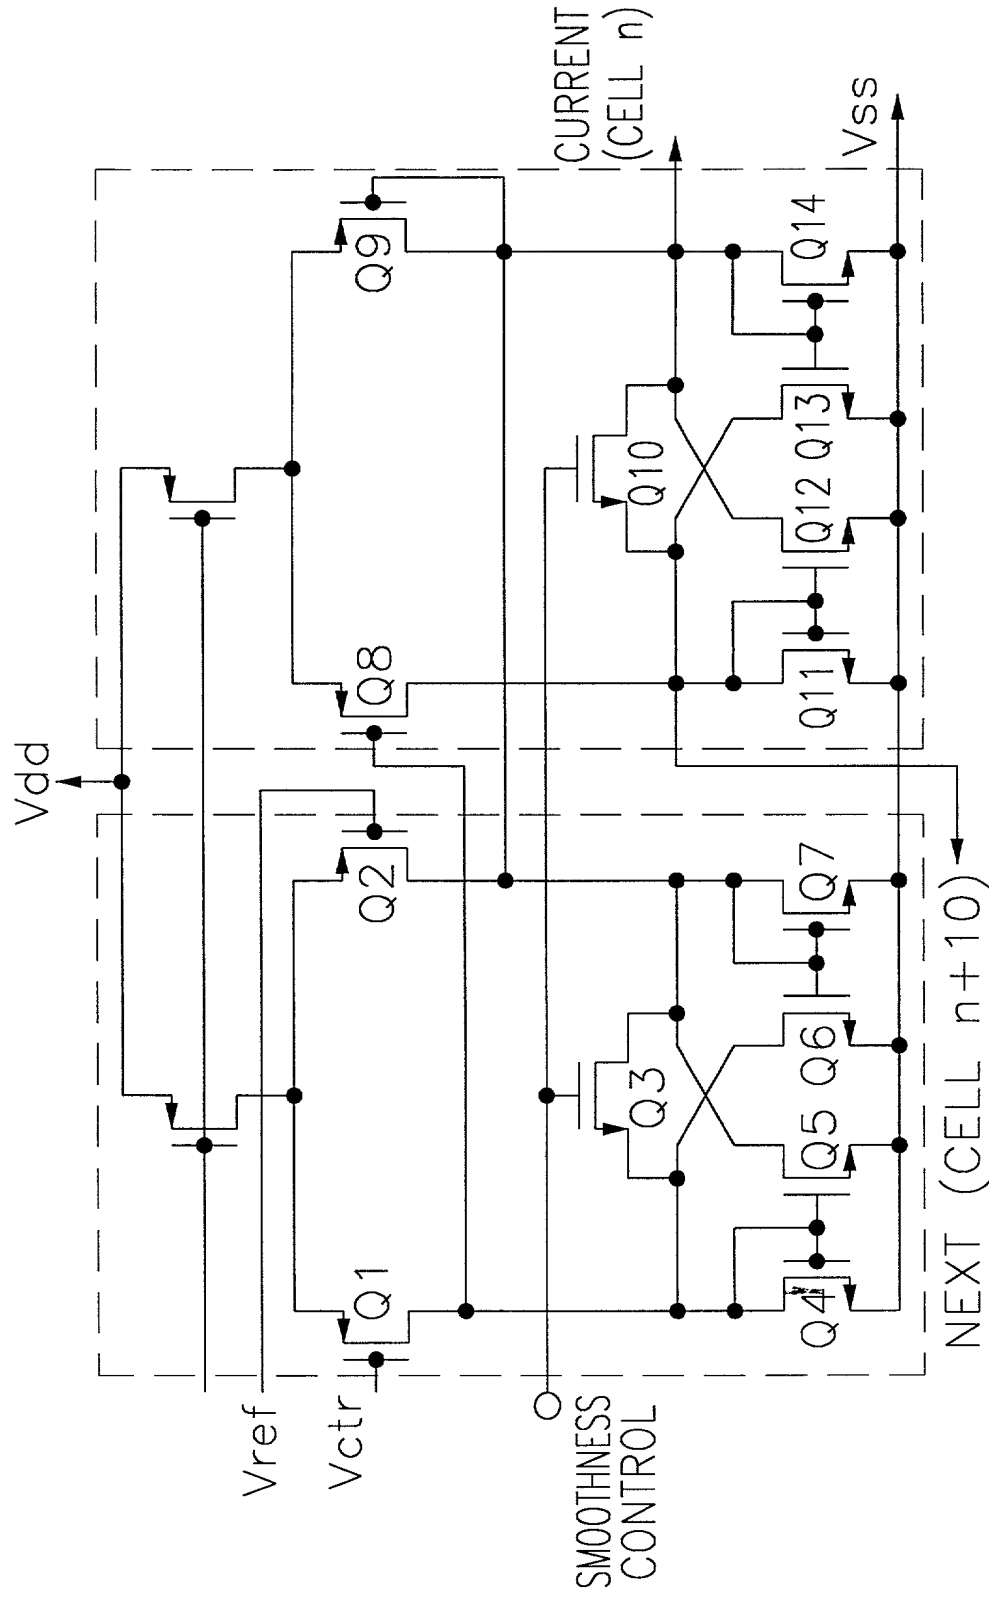 Vdd
Vref
Vctr
SMOOTHNESS
CONTROL
Q1
Q2
Q3
Q4
Q5
Q6
Q7
Q8
Q9
Q10
Q11
Q12
Q13
Q14
CURRENT
(CELL n)
Vss
NEXT (CELL n+10)